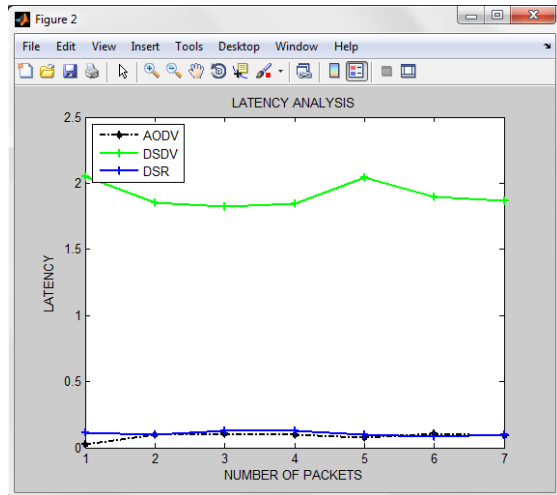 Figure 2
File Edit View Insert Tools Desktop Window Help
LATENCY ANALYSIS
AODV
DSDV
DSR
2.5
2
1.5
1
0.5
0
LATENCY
1 2 3 4 5 6 7
NUMBER OF PACKETS